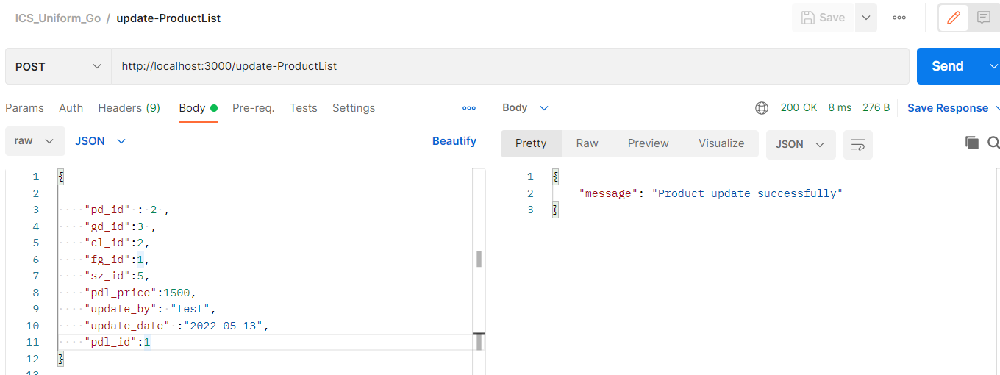 ICS_Uniform_Go / update-ProductList
Save
POST
http://localhost:3000/update-ProductList
Send
Params Auth Headers (9) Body Pre-req. Tests Settings
raw JSON Beautify
1 {
2
3 "pd_id" : 2 ,
4 "gd_id":3 ,
5 "cl_id":2,
6 "fg_id":1,
7 "sz_id":5,
8 "pdl_price":1500,
9 "update_by": "test",
10 "update_date" :"2022-05-13",
11 "pdl_id":1
12 }
13
Body 200 OK 8 ms 276 B Save Response
Pretty Raw Preview Visualize JSON
1 {
2 "message": "Product update successfully"
3 }